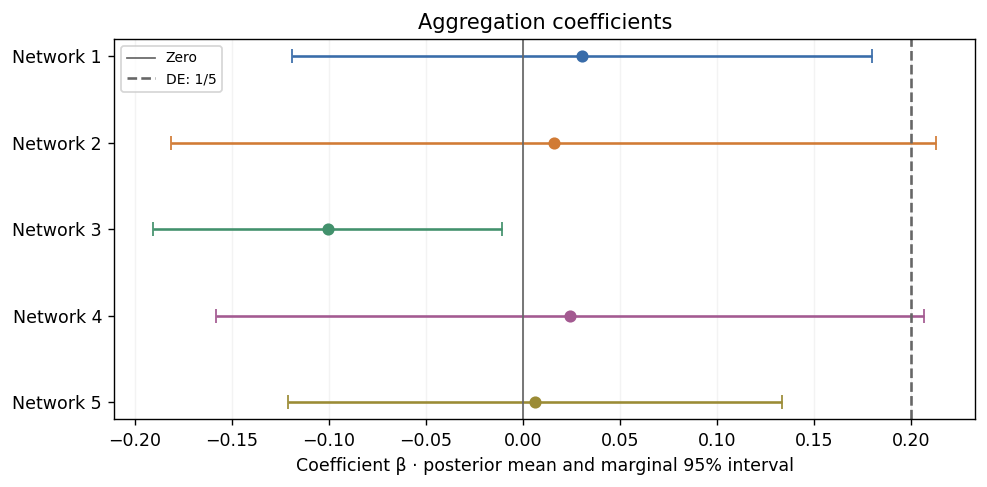 Aggregation coefficients
Zero
DE: 1/5
Network 1
Network 2
Network 3
Network 4
Network 5
−0.20 −0.15 −0.10 −0.05 0.00 0.05 0.10 0.15 0.20
Coefficient β · posterior mean and marginal 95% interval